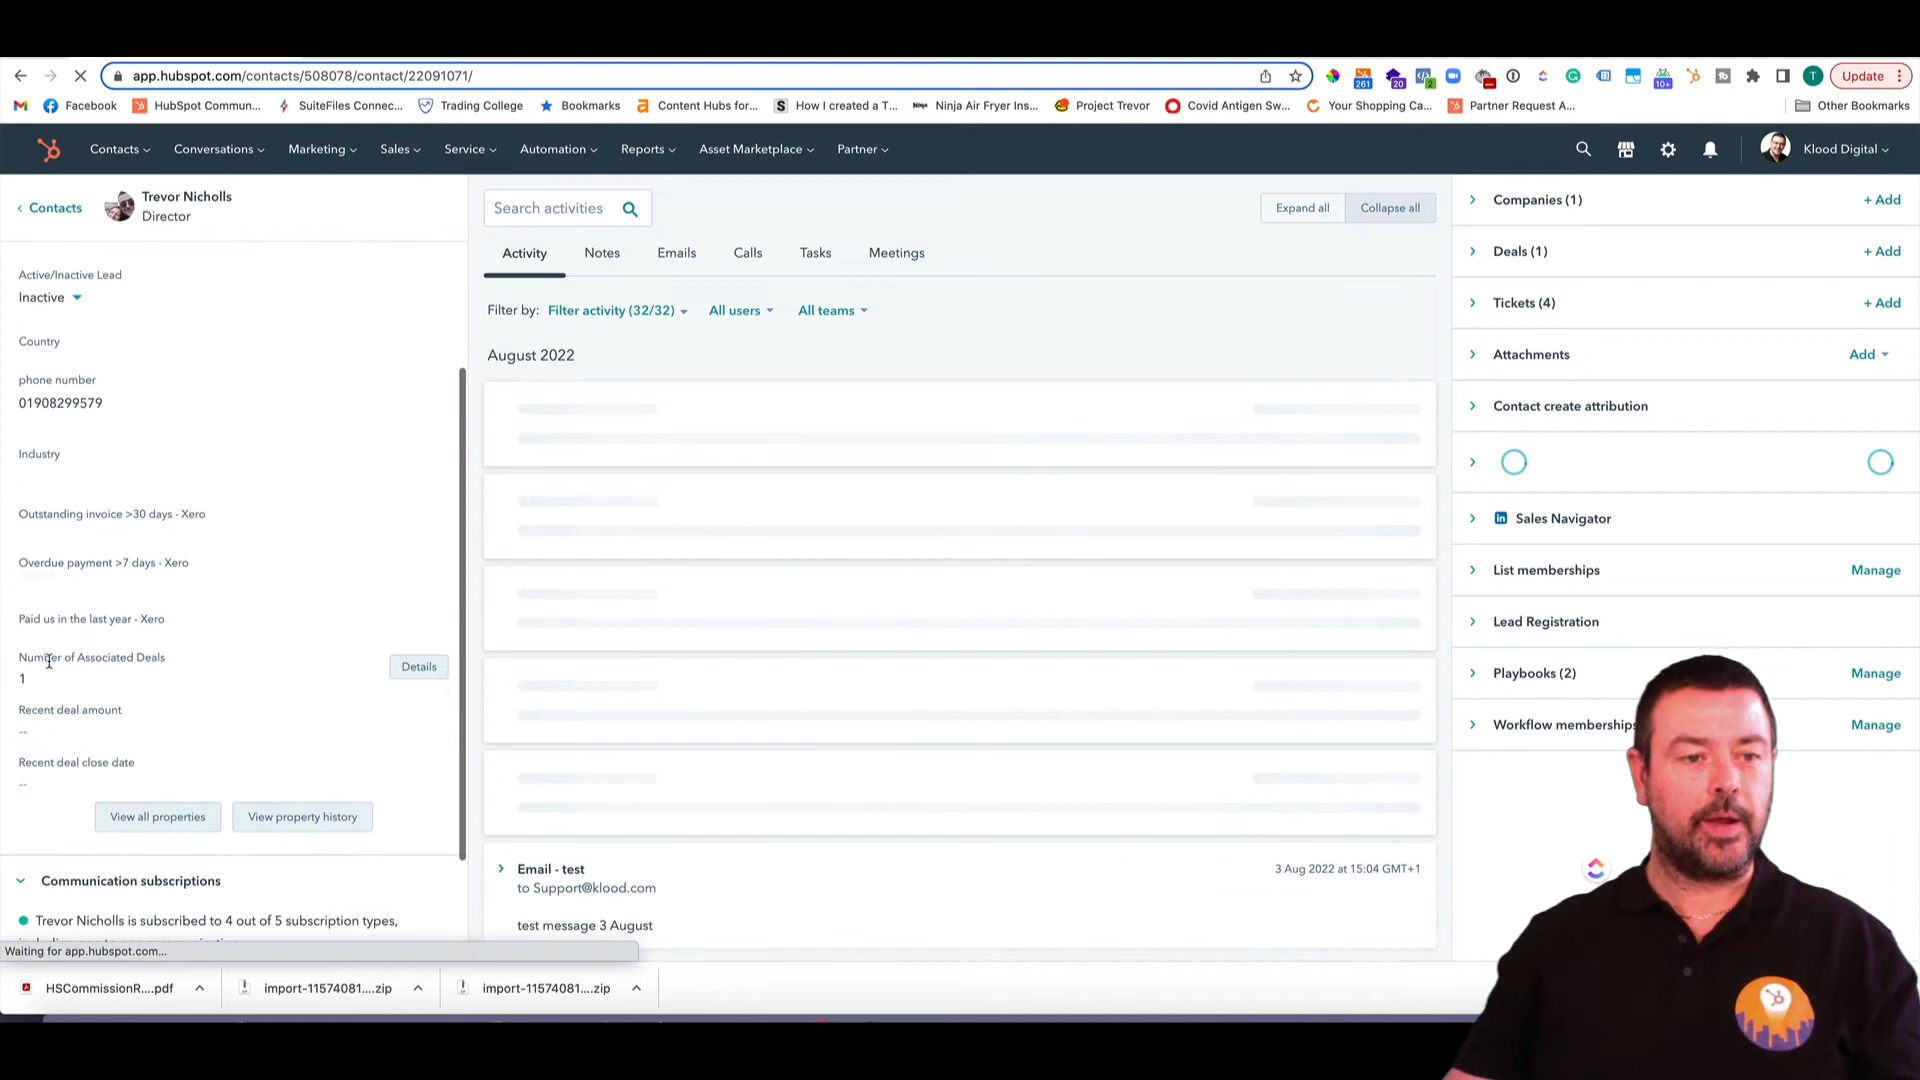 app.hubspot.com/contacts/508078/contact/22091071/
261
20
2
10+
T
Update
Facebook
HubSpot Commun...
SuiteFiles Connec...
Trading College
Bookmarks
Content Hubs for...
How I created a T...
Ninja Air Fryer Ins...
Project Trevor
Covid Antigen Sw...
Your Shopping Ca...
Partner Request A...
Other Bookmarks
Contacts
Conversations
Marketing
Sales
Service
Automation
Reports
Asset Marketplace
Partner
Klood Digital
Contacts
Trevor Nicholls
Director
Active/Inactive Lead
Inactive
Country
phone number
01908299579
Industry
Outstanding invoice >30 days - Xero
Overdue payment >7 days - Xero
Paid us in the last year - Xero
Number of Associated Deals
1
Details
Recent deal amount
--
Recent deal close date
--
View all properties
View property history
Communication subscriptions
Trevor Nicholls is subscribed to 4 out of 5 subscription types,
Waiting for app.hubspot.com...
Search activities
Expand all
Collapse all
Activity
Notes
Emails
Calls
Tasks
Meetings
Filter by:
Filter activity (32/32)
All users
All teams
August 2022
Email - test
3 Aug 2022 at 15:04 GMT+1
to Support@klood.com
test message 3 August
Companies (1)
+ Add
Deals (1)
+ Add
Tickets (4)
+ Add
Attachments
Add
Contact create attribution
in Sales Navigator
List memberships
Manage
Lead Registration
Playbooks (2)
Manage
Workflow memberships
Manage
HSCommissionR....pdf
import-11574081....zip
import-11574081....zip